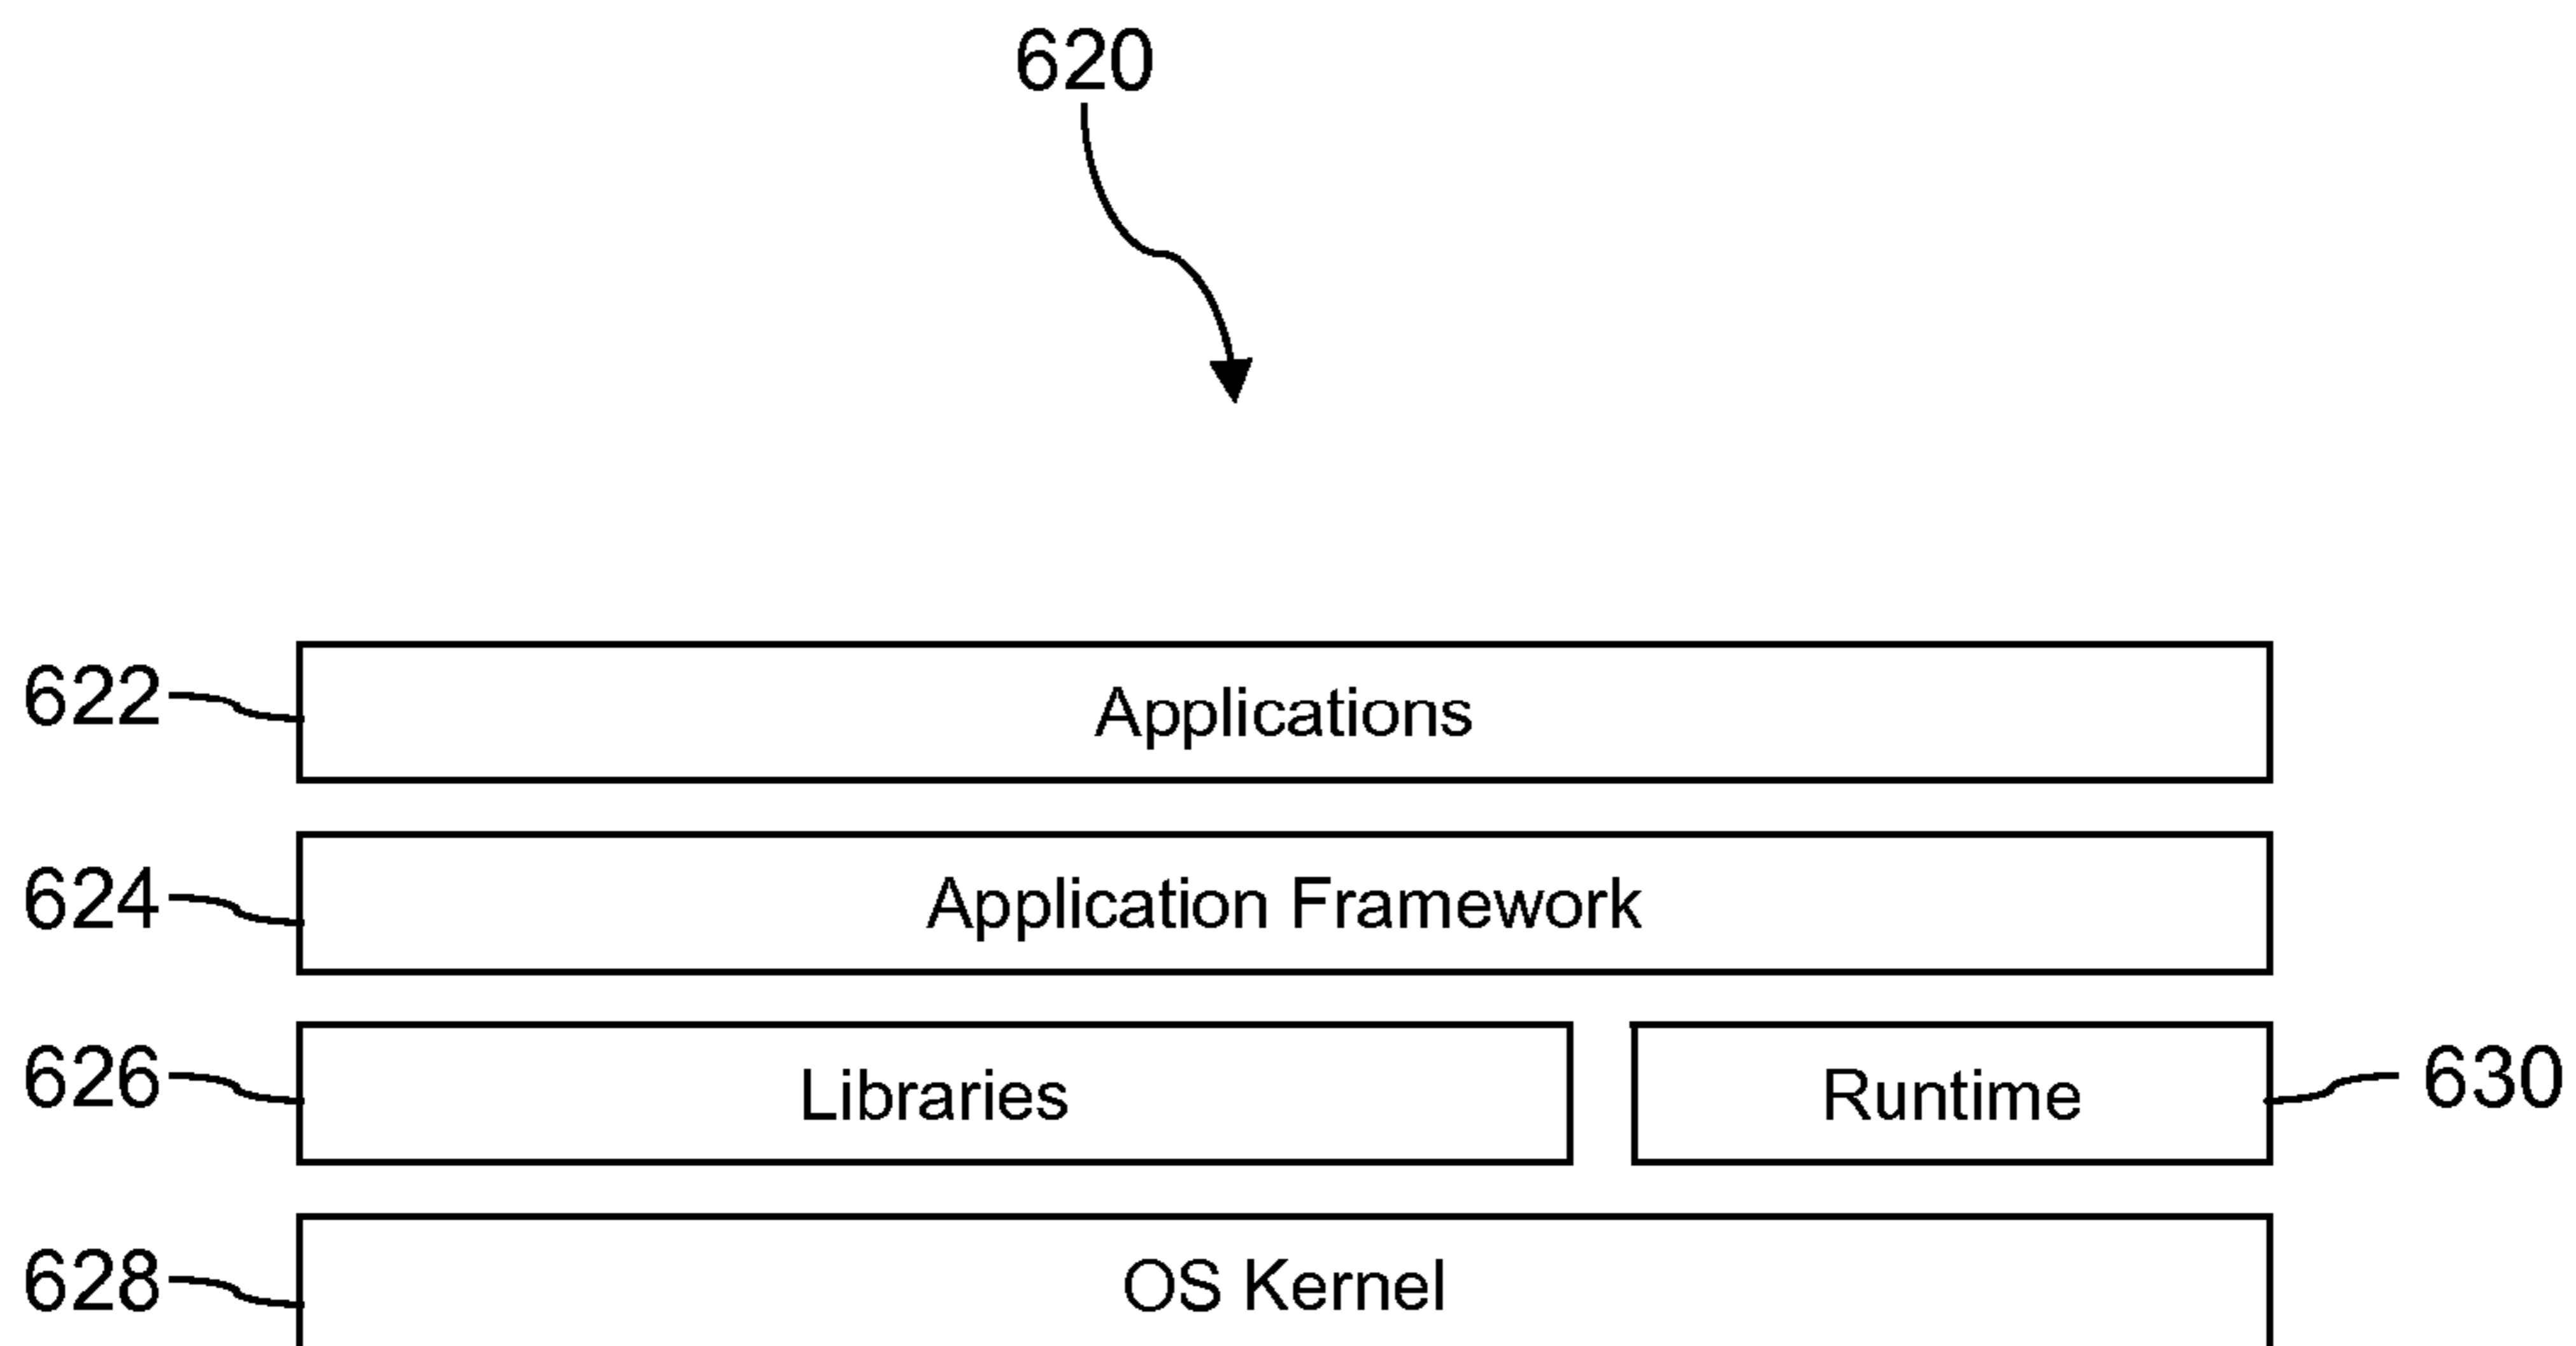 620
622 Applications
624 Application Framework
626 Libraries Runtime 630
628 OS Kernel